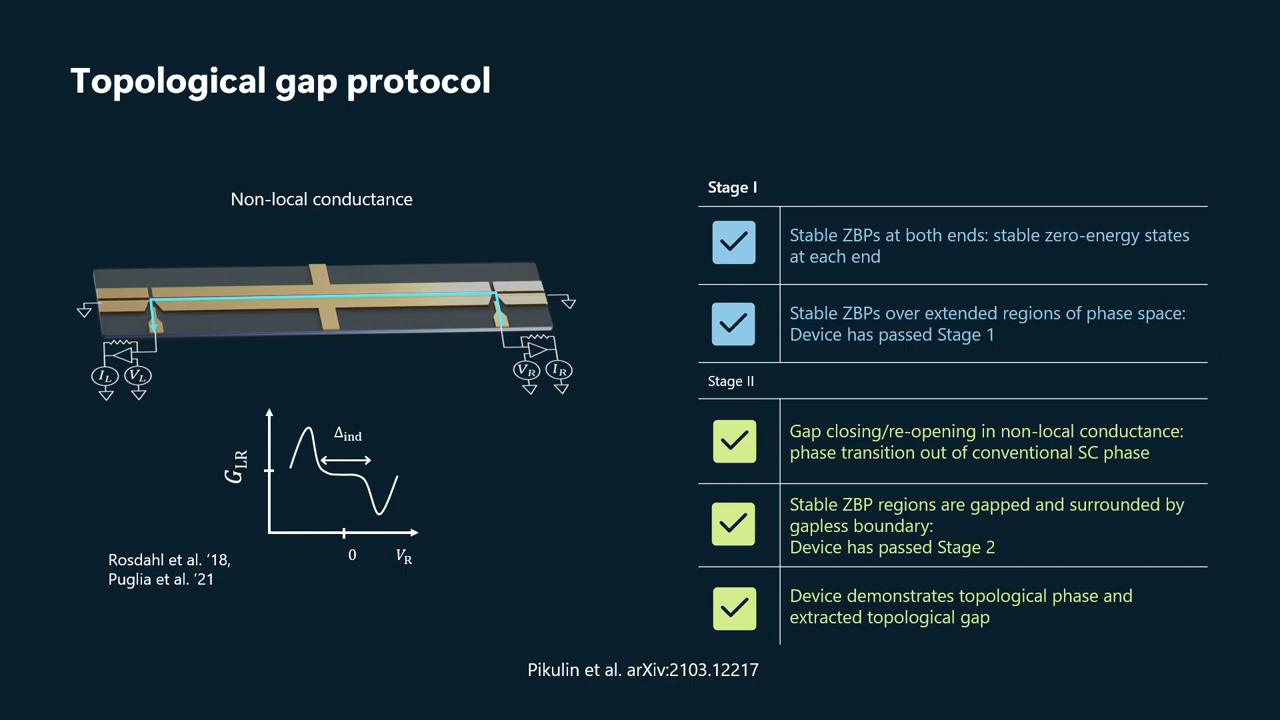 Topological gap protocol
Non-local conductance
I_L
V_L
V_R
I_R
G_LR
Δ_ind
0
V_R
Rosdahl et al. ’18,
Puglia et al. ’21
Stage I
Stable ZBPs at both ends: stable zero-energy states
at each end
Stable ZBPs over extended regions of phase space:
Device has passed Stage 1
Stage II
Gap closing/re-opening in non-local conductance:
phase transition out of conventional SC phase
Stable ZBP regions are gapped and surrounded by
gapless boundary:
Device has passed Stage 2
Device demonstrates topological phase and
extracted topological gap
Pikulin et al. arXiv:2103.12217